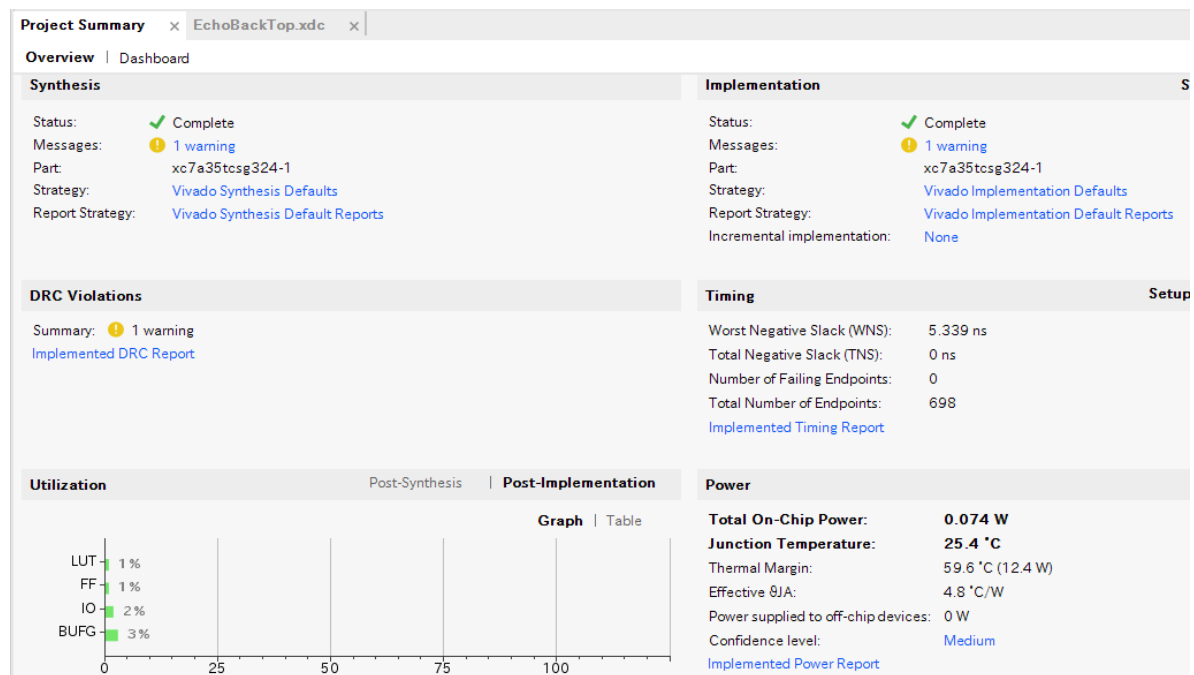 Project Summary × EchoBackTop.xdc ×
Overview | Dashboard
Synthesis
Status: Complete
Messages: 1 warning
Part: xc7a35tcsg324-1
Strategy: Vivado Synthesis Defaults
Report Strategy: Vivado Synthesis Default Reports
Implementation S
Status: Complete
Messages: 1 warning
Part: xc7a35tcsg324-1
Strategy: Vivado Implementation Defaults
Report Strategy: Vivado Implementation Default Reports
Incremental implementation: None
DRC Violations
Summary: 1 warning
Implemented DRC Report
Timing Setup
Worst Negative Slack (WNS): 5.339 ns
Total Negative Slack (TNS): 0 ns
Number of Failing Endpoints: 0
Total Number of Endpoints: 698
Implemented Timing Report
Utilization Post-Synthesis | Post-Implementation
Graph | Table
LUT 1%
FF 1%
IO 2%
BUFG 3%
0 25 50 75 100
Power
Total On-Chip Power: 0.074 W
Junction Temperature: 25.4 °C
Thermal Margin: 59.6 °C (12.4 W)
Effective ϑJA: 4.8 °C/W
Power supplied to off-chip devices: 0 W
Confidence level: Medium
Implemented Power Report